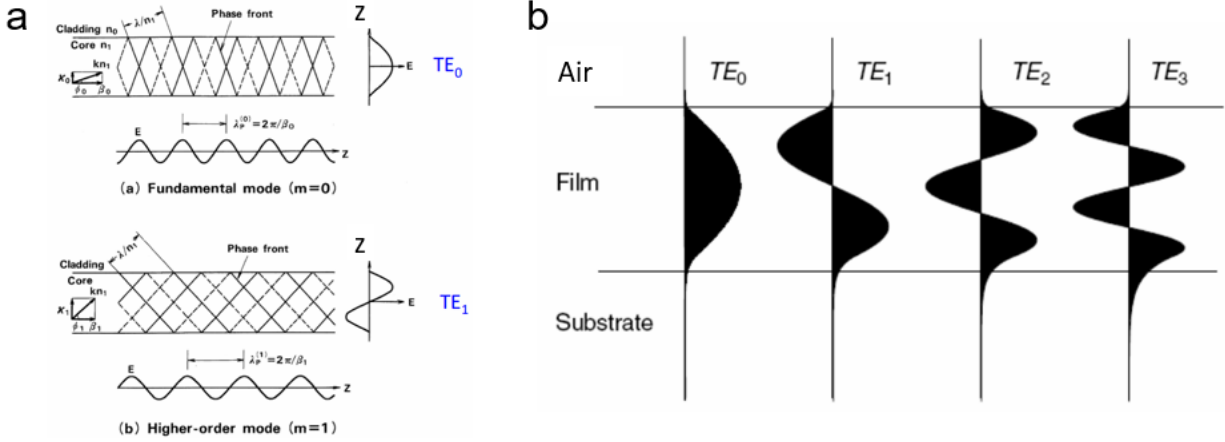 a
Cladding n₀
λ/n₁
Phase front
Z
Core n₁
kn₁
κ₀
ϕ₀ β₀
E
TE₀
λₚ⁽⁰⁾=2π/β₀
E
Z
(a) Fundamental mode (m=0)
λ/n₁
Phase front
Z
Cladding
Core
kn₁
κ₁
ϕ₁ β₁
E
TE₁
λₚ⁽¹⁾=2π/β₁
E
Z
(b) Higher-order mode (m=1)
b
Air
TE₀
TE₁
TE₂
TE₃
Film
Substrate